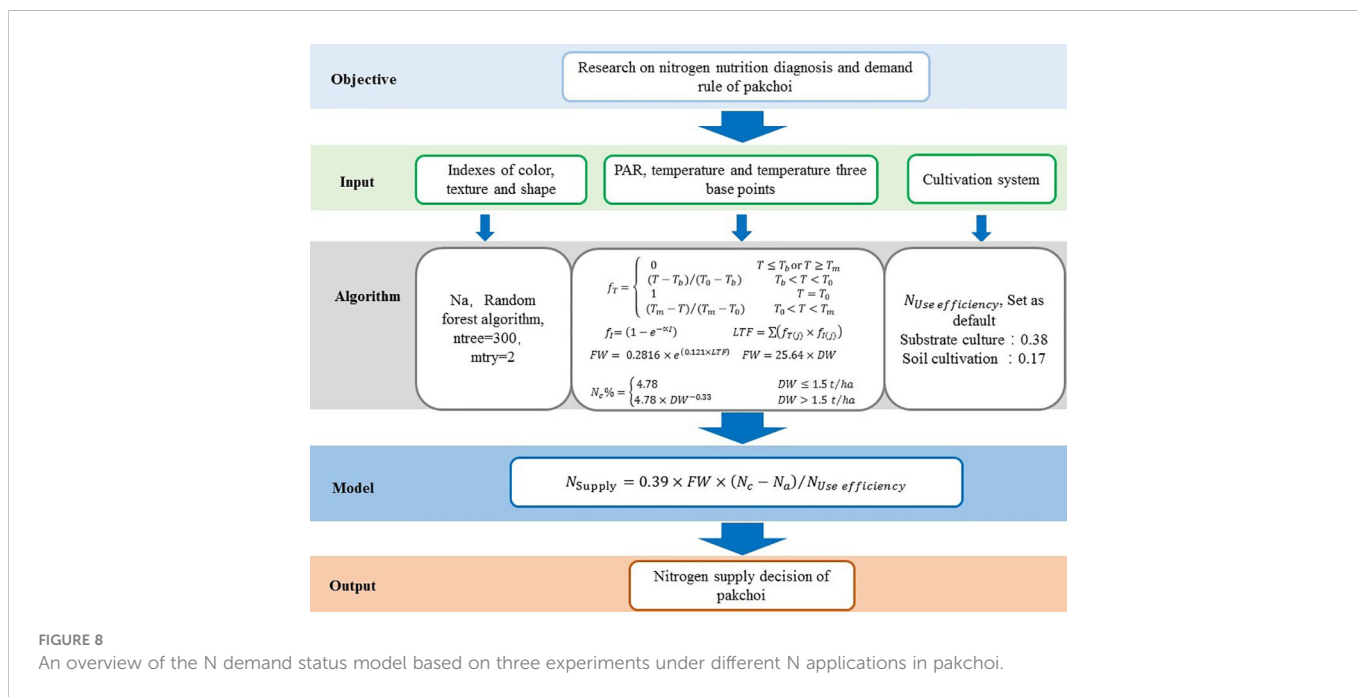 Objective
Research on nitrogen nutrition diagnosis and demand
rule of pakchoi
Input
Indexes of color,
texture and shape
PAR, temperature and temperature three
base points
Cultivation system
Algorithm
Na， Random
forest algorithm,
ntree=300,
mtry=2
f_T = { 0 T ≤ T_b or T ≥ T_m
(T − T_b)/(T_0 − T_b) T_b < T < T_0
1 T = T_0
(T_m − T)/(T_m − T_0) T_0 < T < T_m
f_I = (1 − e^{−∝I}) LTF = Σ(f_{T(j)} × f_{I(j)})
FW = 0.2816 × e^{(0.121×LTF)} FW = 25.64 × DW
N_c% = { 4.78 DW ≤ 1.5 t/ha
4.78 × DW^{−0.33} DW > 1.5 t/ha
N_{Use efficiency}, Set as
default
Substrate culture：0.38
Soil cultivation ：0.17
Model
N_{Supply} = 0.39 × FW × (N_c − N_a)/N_{Use efficiency}
Output
Nitrogen supply decision of
pakchoi
FIGURE 8
An overview of the N demand status model based on three experiments under different N applications in pakchoi.